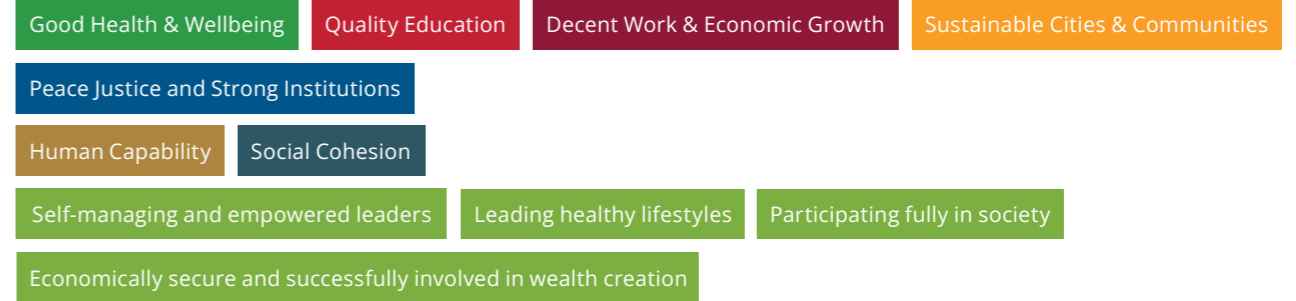 Good Health & Wellbeing Quality Education Decent Work & Economic Growth Sustainable Cities & Communities
Peace Justice and Strong Institutions
Human Capability Social Cohesion
Self-managing and empowered leaders Leading healthy lifestyles Participating fully in society
Economically secure and successfully involved in wealth creation